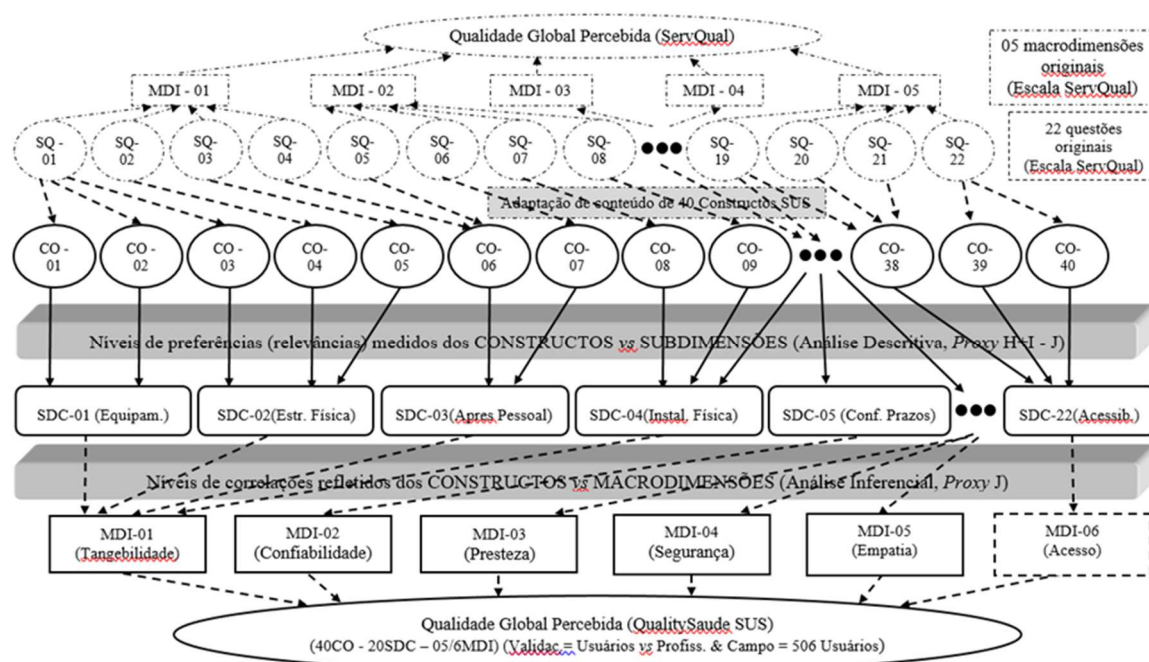 Qualidade Global Percebida (ServQual)
05 macrodimensões
originais
(Escala ServQual)
MDI - 01
MDI - 02
MDI - 03
MDI - 04
MDI - 05
22 questões
originais
(Escala ServQual)
SQ -
01
SQ
-02
SQ
-03
SQ
-04
SQ-
05
SQ-
06
SQ-
07
SQ-
08
SQ-
19
SQ-
20
SQ-
21
SQ-
22
Adaptação de conteúdo de 40 Constructos SUS
CO -
01
CO -
02
CO -
03
CO -
04
CO-
05
CO-
06
CO-
07
CO-
08
CO-
09
CO-
38
CO-
39
CO-
40
Níveis de preferências (relevâncias) medidos dos CONSTRUCTOS vs SUBDIMENSÕES (Análise Descritiva, Proxy H+I - J)
SDC-01 (Equipam.)
SDC-02(Estr. Física)
SDC-03(Apres Pessoal)
SDC-04(Instal. Física)
SDC-05 (Conf. Prazos)
SDC-22(Acessib.)
Níveis de correlações refletidos dos CONSTRUCTOS vs MACRODIMENSÕES (Análise Inferencial, Proxy J)
MDI-01
(Tangebilidade)
MDI-02
(Confiabilidade)
MDI-03
(Presteza)
MDI-04
(Segurança)
MDI-05
(Empatia)
MDI-06
(Acesso)
Qualidade Global Percebida (QualitySaude SUS)
(40CO - 20SDC – 05/6MDI) (Validac = Usuários vs Profiss. & Campo = 506 Usuários)